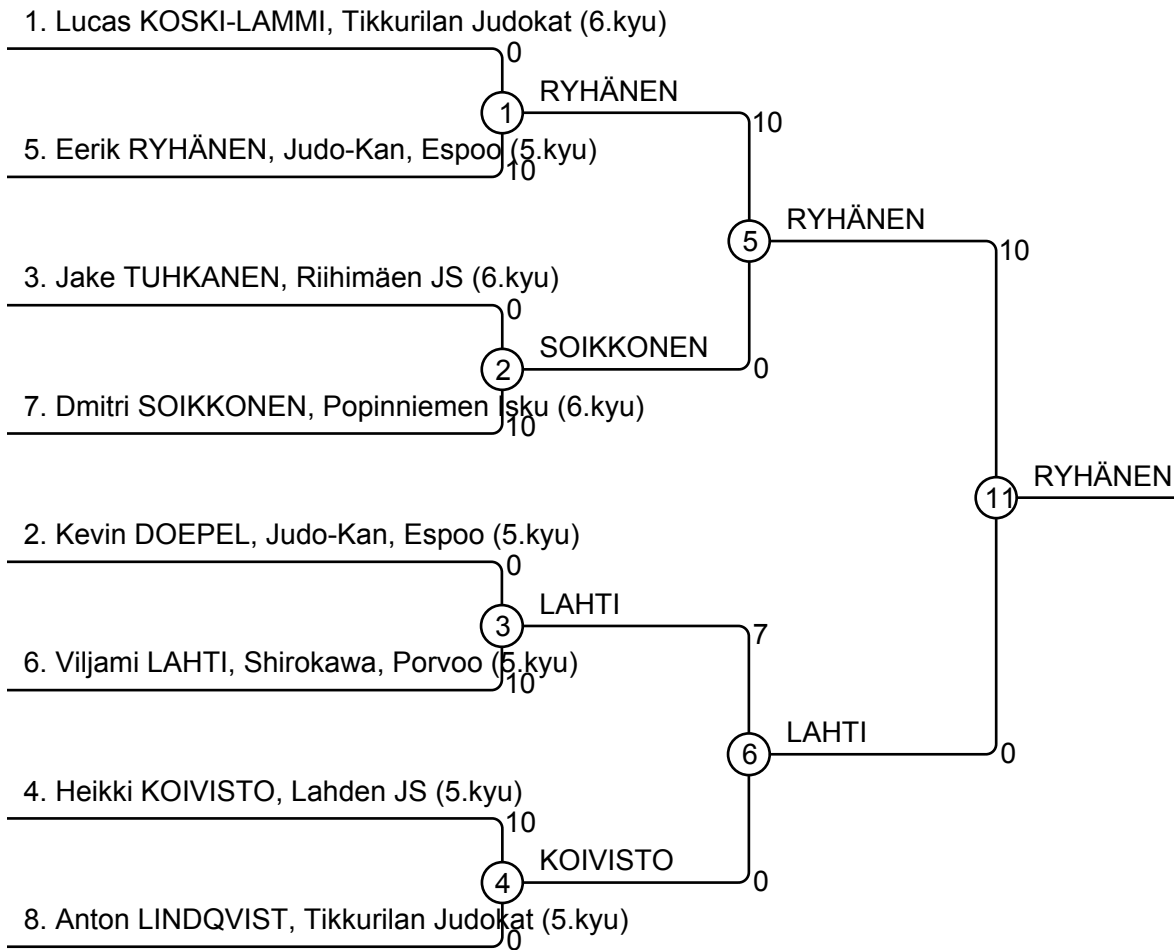 1. Lucas KOSKI-LAMMI, Tikkurilan Judokat (6.kyu)
0
1
RYHÄNEN
10
5. Eerik RYHÄNEN, Judo-Kan, Espoo (5.kyu)
10
5
RYHÄNEN
10
3. Jake TUHKANEN, Riihimäen JS (6.kyu)
0
2
SOIKKONEN
0
7. Dmitri SOIKKONEN, Popinniemen Isku (6.kyu)
10
11
RYHÄNEN
2. Kevin DOEPEL, Judo-Kan, Espoo (5.kyu)
0
3
LAHTI
7
6. Viljami LAHTI, Shirokawa, Porvoo (5.kyu)
10
6
LAHTI
0
4. Heikki KOIVISTO, Lahden JS (5.kyu)
10
4
KOIVISTO
0
8. Anton LINDQVIST, Tikkurilan Judokat (5.kyu)
0